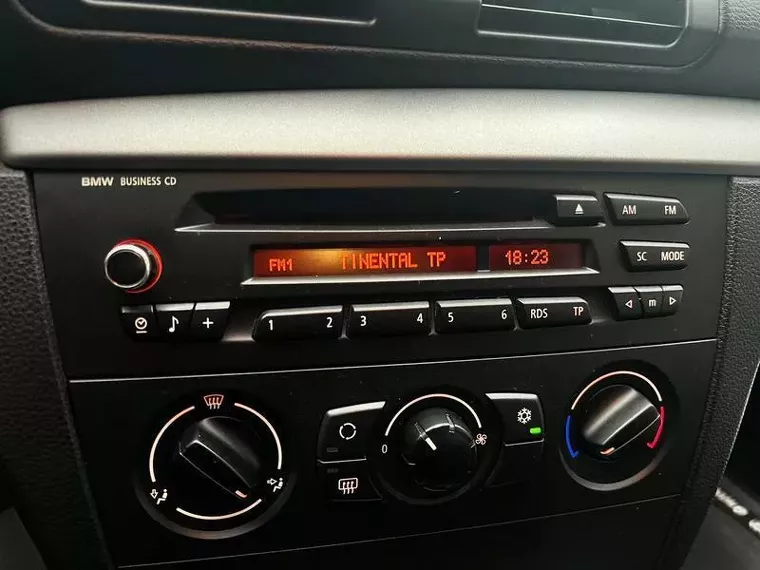 BMW BUSINESS CD
AM FM
FM1 TINENTAL TP 18:23
SC MODE
m
1 2 3 4 5 6 RDS TP
0